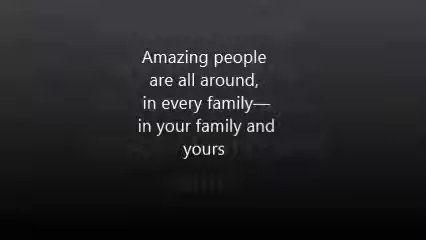 Amazing people
are all around,
in every family—
in your family and
yours